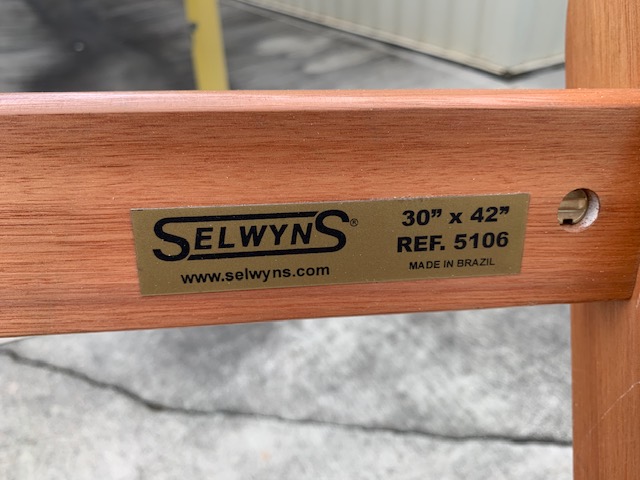 SELWYNS®
www.selwyns.com
30” x 42”
REF. 5106
MADE IN BRAZIL